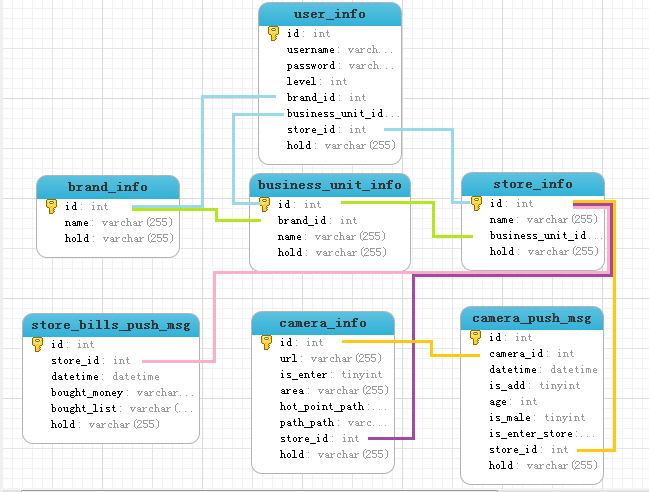 user_info
id: int
username: varch...
password: varch...
level: int
brand_id: int
business_unit_id...
store_id: int
hold: varchar(255)
brand_info
id: int
name: varchar(255)
hold: varchar(255)
business_unit_info
id: int
brand_id: int
name: varchar(255)
hold: varchar(255)
store_info
id: int
name: varchar(255)
business_unit_id...
hold: varchar(255)
store_bills_push_msg
id: int
store_id: int
datetime: datetime
bought_money: varchar...
bought_list: varchar(...
hold: varchar(255)
camera_info
id: int
url: varchar(255)
is_enter: tinyint
area: varchar(255)
hot_point_path:...
path_path: varc...
store_id: int
hold: varchar(255)
camera_push_msg
id: int
camera_id: int
datetime: datetime
is_add: tinyint
age: int
is_male: tinyint
is_enter_store:...
store_id: int
hold: varchar(255)